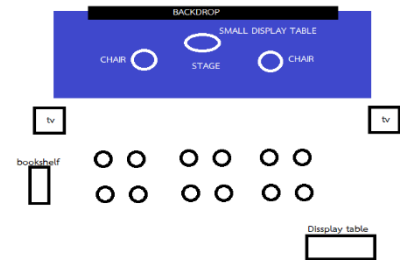 BACKDROP
SMALL DISPLAY TABLE
CHAIR
CHAIR
STAGE
tv
tv
bookshelf
Dissplay table